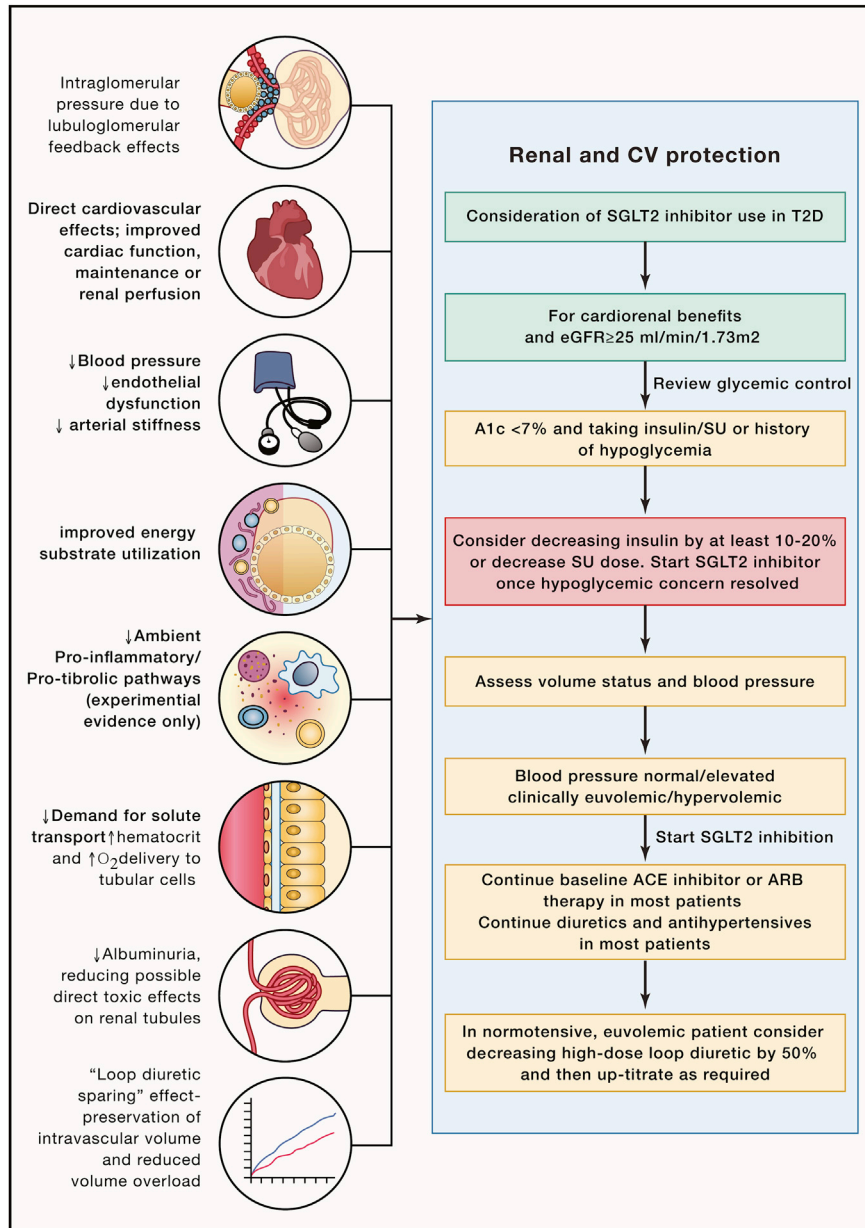 Intraglomerular
pressure due to
lubuloglomerular
feedback effects
Direct cardiovascular
effects; improved
cardiac function,
maintenance or
renal perfusion
↓Blood pressure
↓endothelial
dysfunction
↓ arterial stiffness
improved energy
substrate utilization
↓Ambient
Pro-inflammatory/
Pro-tibrolic pathways
(experimential
evidence only)
↓Demand for solute
transport↑hematocrit
and ↑O2delivery to
tubular cells
↓Albuminuria,
reducing possible
direct toxic effects
on renal tubules
“Loop diuretic
sparing” effect-
preservation of
intravascular volume
and reduced
volume overload
Renal and CV protection
Consideration of SGLT2 inhibitor use in T2D
For cardiorenal benefits
and eGFR≥25 ml/min/1.73m2
Review glycemic control
A1c <7% and taking insulin/SU or history
of hypoglycemia
Consider decreasing insulin by at least 10-20%
or decrease SU dose. Start SGLT2 inhibitor
once hypoglycemic concern resolved
Assess volume status and blood pressure
Blood pressure normal/elevated
clinically euvolemic/hypervolemic
Start SGLT2 inhibition
Continue baseline ACE inhibitor or ARB
therapy in most patients
Continue diuretics and antihypertensives
in most patients
In normotensive, euvolemic patient consider
decreasing high-dose loop diuretic by 50%
and then up-titrate as required